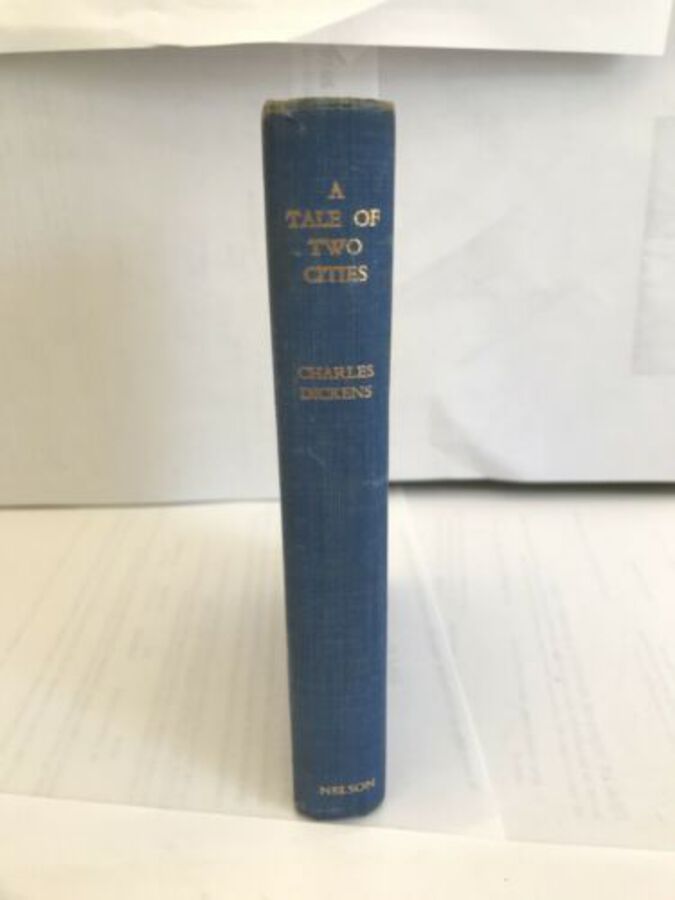 A
TALE OF
TWO
CITIES
CHARLES
DICKENS
NELSON